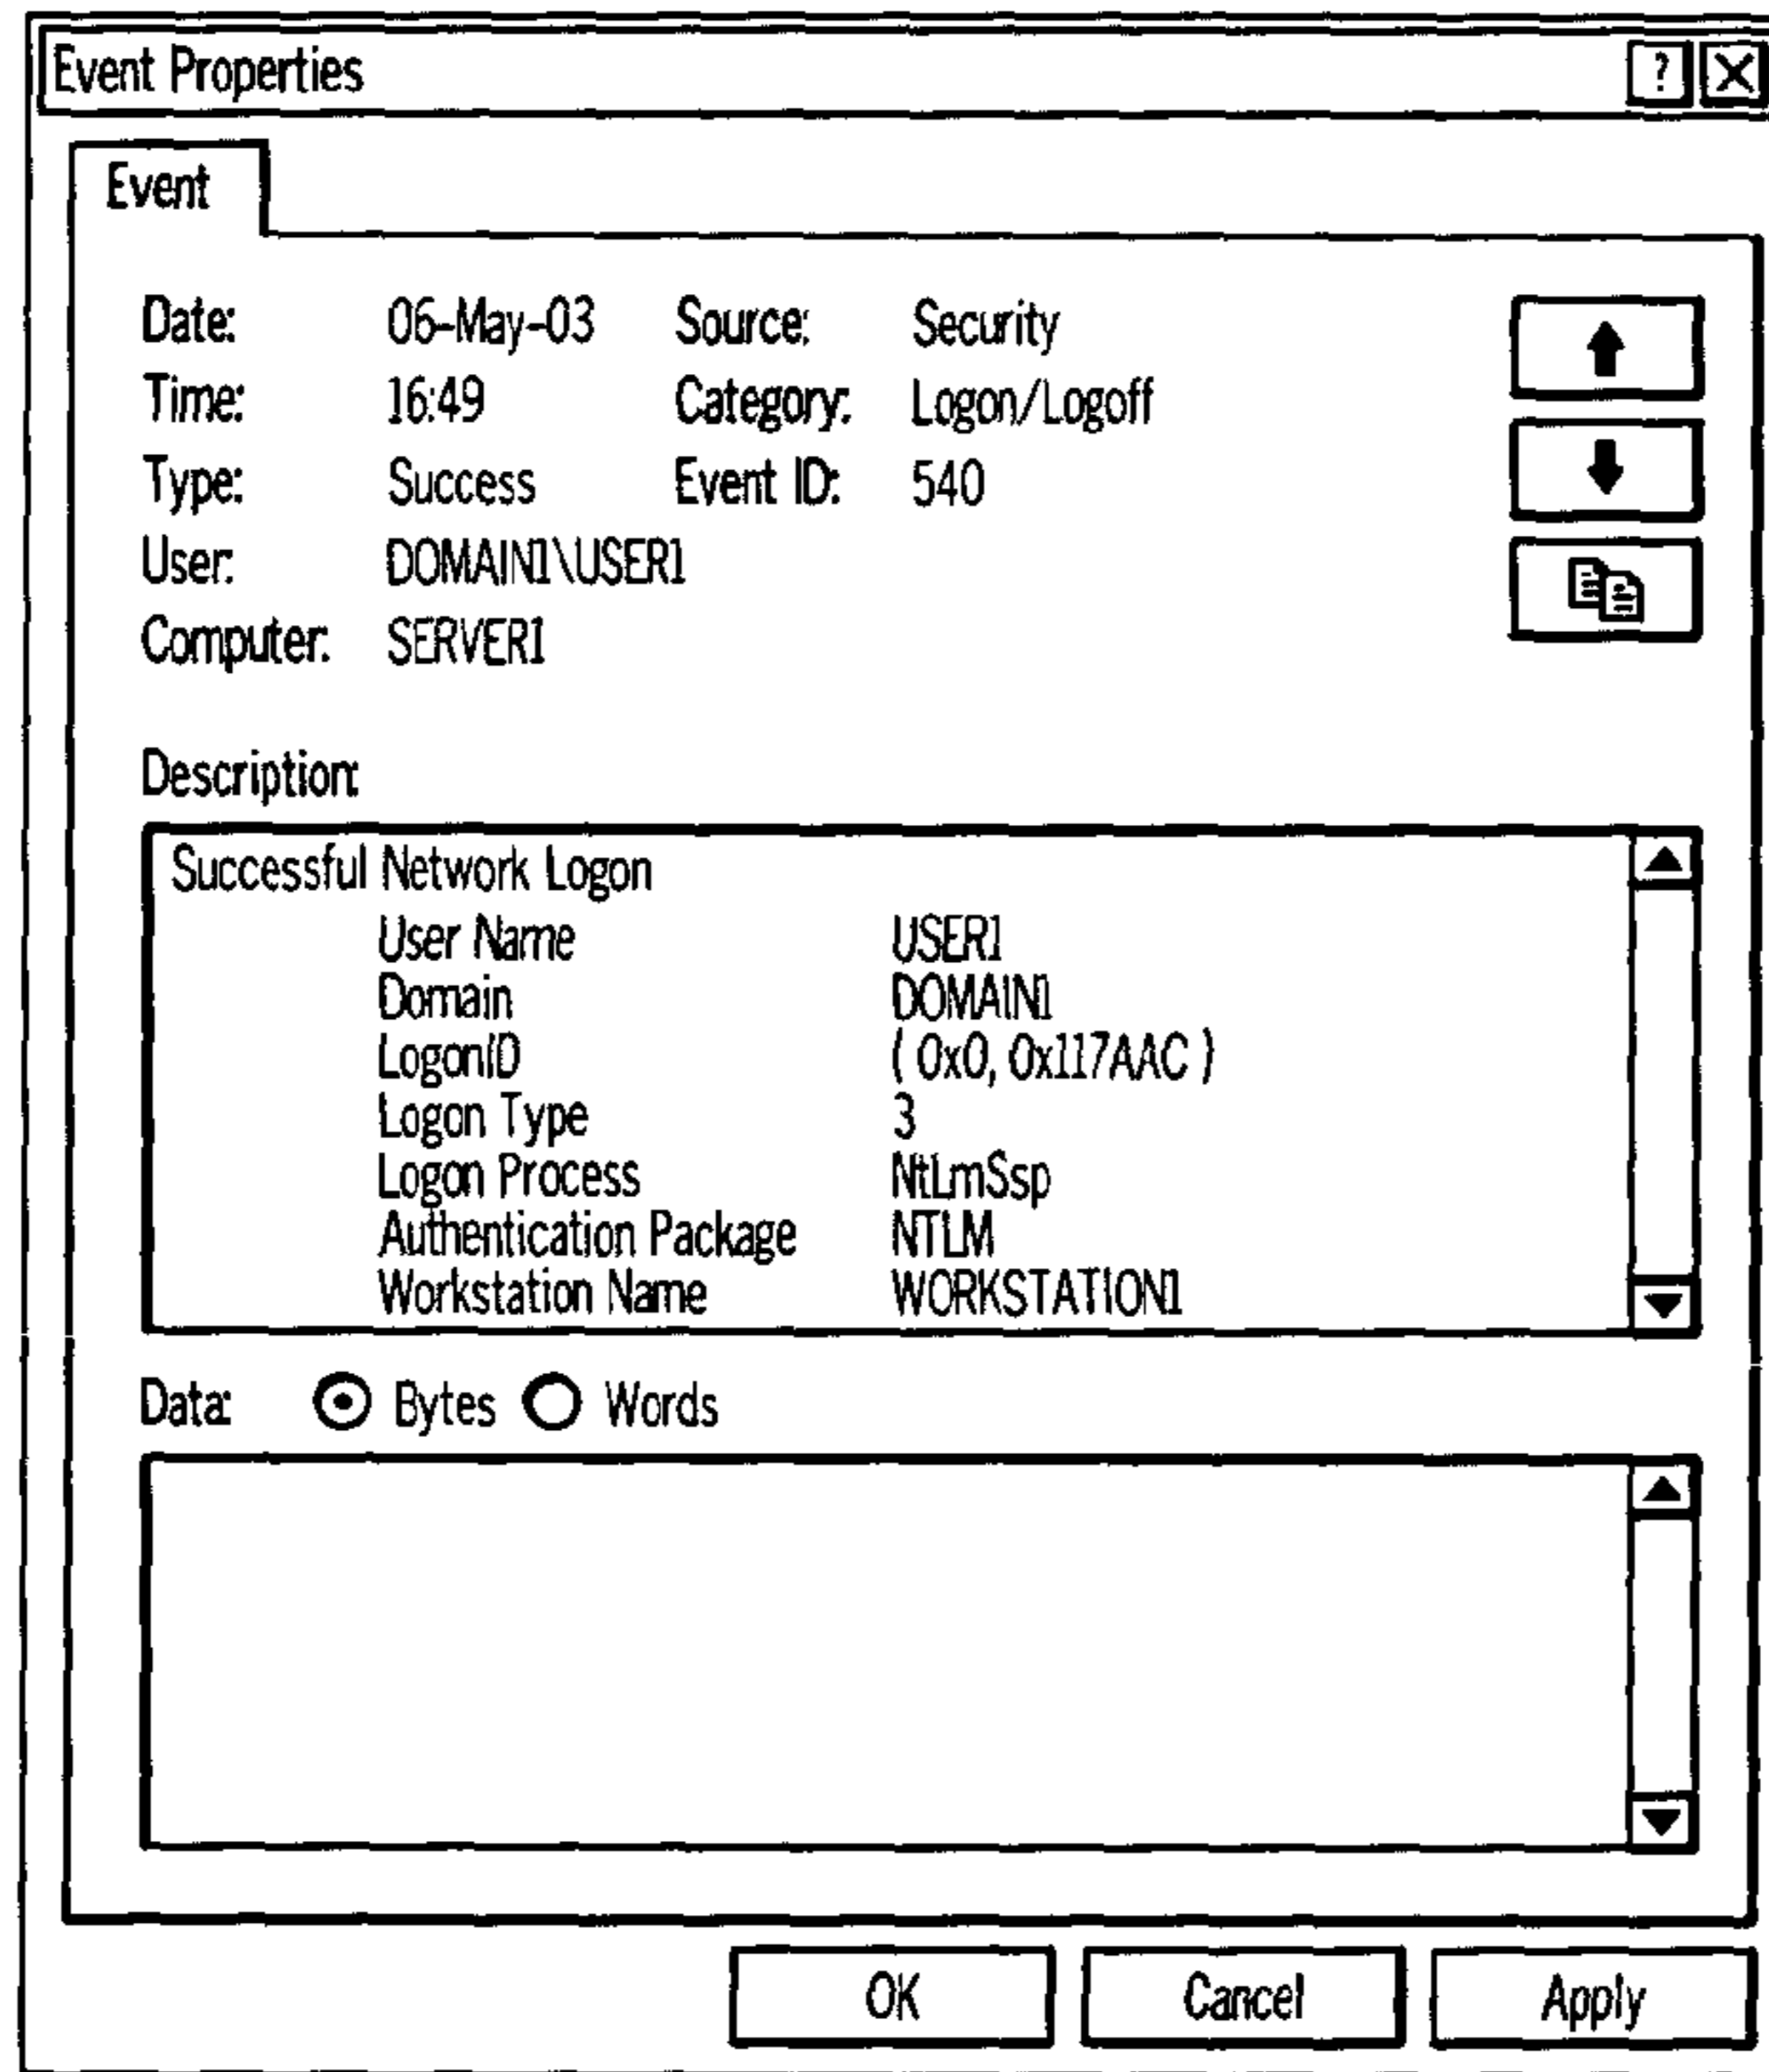 Event Properties ? X
Event
Date: 06-May-03 Source: Security
Time: 16:49 Category: Logon/Logoff
Type: Success Event ID: 540
User: DOMAIN1\USER1
Computer: SERVER1
Description:
Successful Network Logon
User Name USER1
Domain DOMAIN1
LogonID ( 0x0, 0x117AAC )
Logon Type 3
Logon Process NtLmSsp
Authentication Package NTLM
Workstation Name WORKSTATION1
Data: Bytes Words
OK Cancel Apply